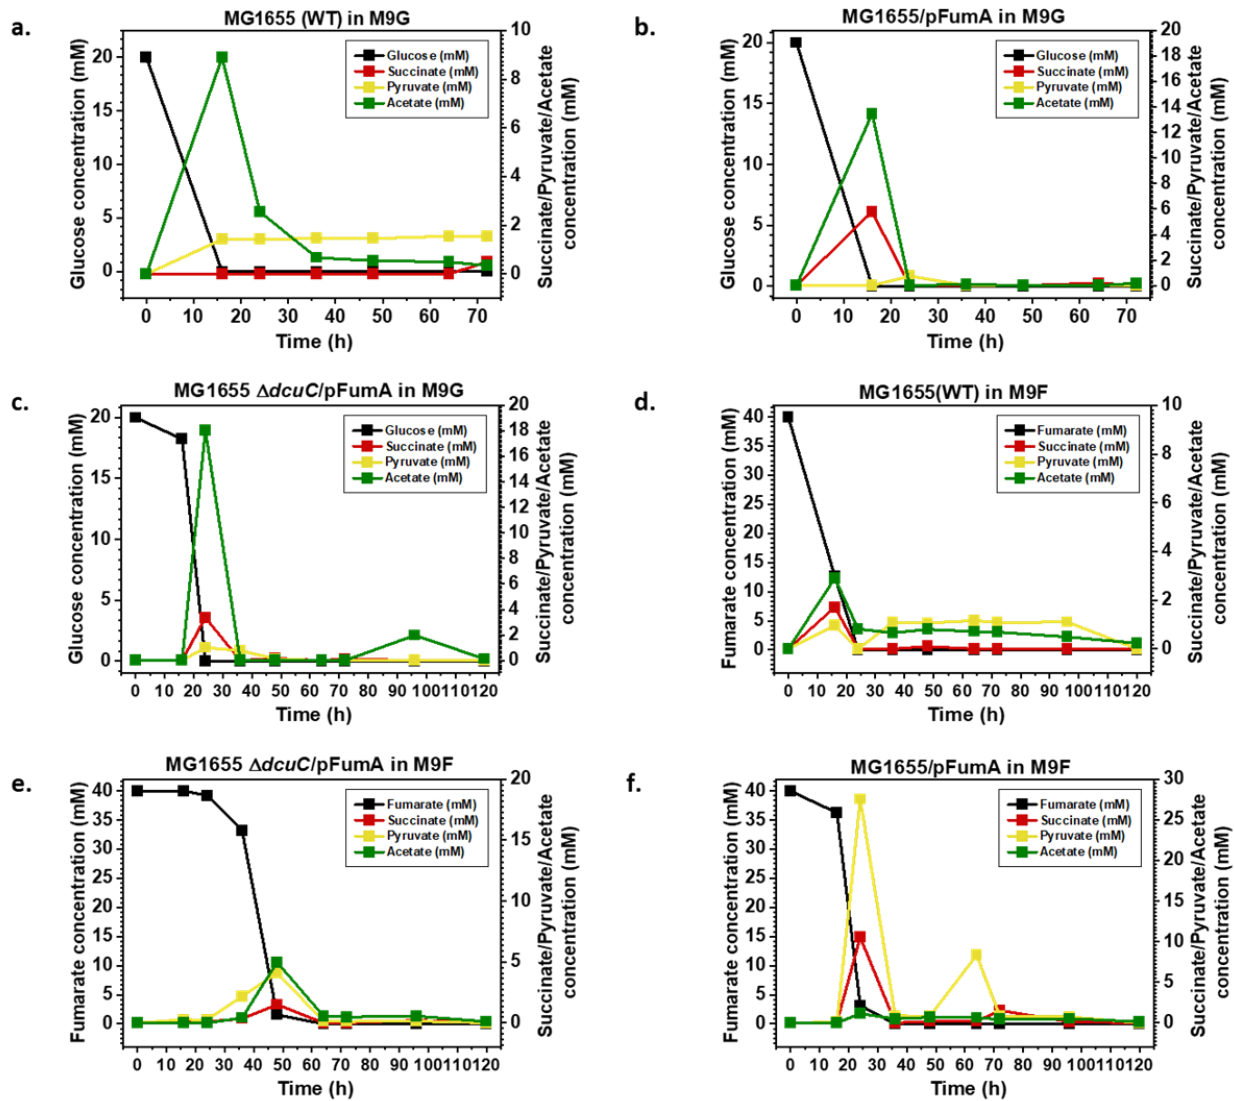 a.
MG1655 (WT) in M9G
Glucose concentration (mM)
20
15
10
5
0
Glucose (mM)
Succinate (mM)
Pyruvate (mM)
Acetate (mM)
10
8
6
4
2
0
Succinate/Pyruvate/Acetate
concentration (mM)
0 10 20 30 40 50 60 70
Time (h)
b.
MG1655/pFumA in M9G
Glucose concentration (mM)
20
15
10
5
0
Glucose (mM)
Succinate (mM)
Pyruvate (mM)
Acetate (mM)
20
18
16
14
12
10
8
6
4
2
0
Succinate/Pyruvate/Acetate
concentration (mM)
0 10 20 30 40 50 60 70
Time (h)
c.
MG1655 ΔdcuC/pFumA in M9G
Glucose concentration (mM)
20
15
10
5
0
Glucose (mM)
Succinate (mM)
Pyruvate (mM)
Acetate (mM)
20
18
16
14
12
10
8
6
4
2
0
Succinate/Pyruvate/Acetate
concentration (mM)
0 10 20 30 40 50 60 70 80 90 100 110 120
Time (h)
d.
MG1655(WT) in M9F
Fumarate concentration (mM)
40
35
30
25
20
15
10
5
0
Fumarate (mM)
Succinate (mM)
Pyruvate (mM)
Acetate (mM)
10
8
6
4
2
0
Succinate/Pyruvate/Acetate
concentration (mM)
0 10 20 30 40 50 60 70 80 90 100 110 120
Time (h)
e.
MG1655 ΔdcuC/pFumA in M9F
Fumarate concentration (mM)
40
35
30
25
20
15
10
5
0
Fumarate (mM)
Succinate (mM)
Pyruvate (mM)
Acetate (mM)
20
15
10
5
0
Succinate/Pyruvate/Acetate
concentration (mM)
0 10 20 30 40 50 60 70 80 90 100 110 120
Time (h)
f.
MG1655/pFumA in M9F
Fumarate concentration (mM)
40
35
30
25
20
15
10
5
0
Fumarate (mM)
Succinate (mM)
Pyruvate (mM)
Acetate (mM)
30
25
20
15
10
5
0
Succinate/Pyruvate/Acetate
concentration (mM)
0 10 20 30 40 50 60 70 80 90 100 110 120
Time (h)